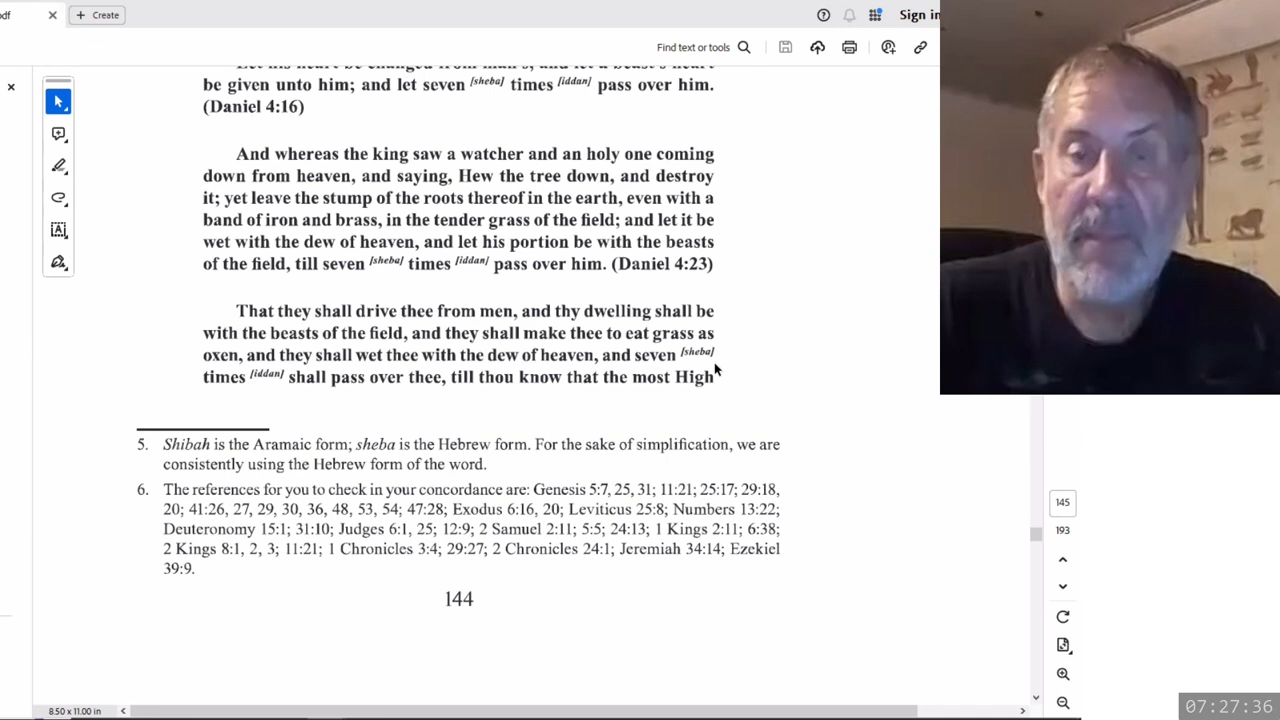 odf
Create
Sign in
Find text or tools
Let his heart be changed from man's, and let a beast's heart
be given unto him; and let seven [sheba] times [iddan] pass over him.
(Daniel 4:16)
And whereas the king saw a watcher and an holy one coming
down from heaven, and saying, Hew the tree down, and destroy
it; yet leave the stump of the roots thereof in the earth, even with a
band of iron and brass, in the tender grass of the field; and let it be
wet with the dew of heaven, and let his portion be with the beasts
of the field, till seven [sheba] times [iddan] pass over him. (Daniel 4:23)
That they shall drive thee from men, and thy dwelling shall be
with the beasts of the field, and they shall make thee to eat grass as
oxen, and they shall wet thee with the dew of heaven, and seven [sheba]
times [iddan] shall pass over thee, till thou know that the most High
5. Shibah is the Aramaic form; sheba is the Hebrew form. For the sake of simplification, we are
consistently using the Hebrew form of the word.
6. The references for you to check in your concordance are: Genesis 5:7, 25, 31; 11:21; 25:17; 29:18,
20; 41:26, 27, 29, 30, 36, 48, 53, 54; 47:28; Exodus 6:16, 20; Leviticus 25:8; Numbers 13:22;
Deuteronomy 15:1; 31:10; Judges 6:1, 25; 12:9; 2 Samuel 2:11; 5:5; 24:13; 1 Kings 2:11; 6:38;
2 Kings 8:1, 2, 3; 11:21; 1 Chronicles 3:4; 29:27; 2 Chronicles 24:1; Jeremiah 34:14; Ezekiel
39:9.
144
145
193
8.50 x 11.00 in
07:27:36